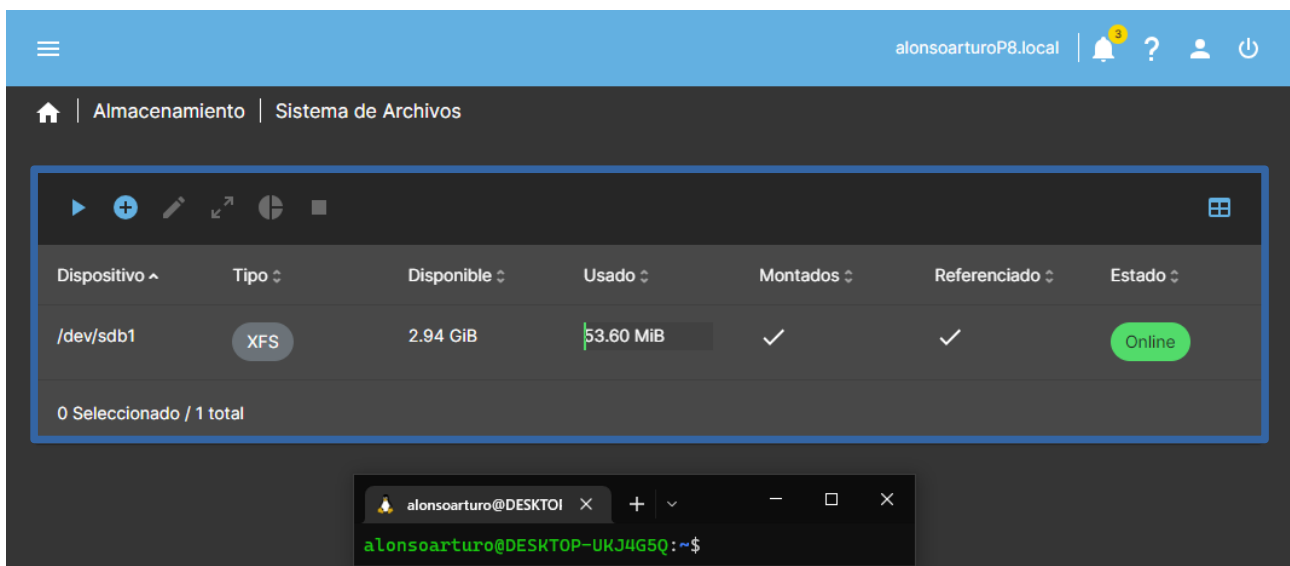 alonsoarturoP8.local
3
?
Almacenamiento | Sistema de Archivos
Dispositivo Tipo Disponible Usado Montados Referenciado Estado
/dev/sdb1 XFS 2.94 GiB 53.60 MiB Online
0 Seleccionado / 1 total
alonsoarturo@DESKTOI
alonsoarturo@DESKTOP-UKJ4G5Q:~$